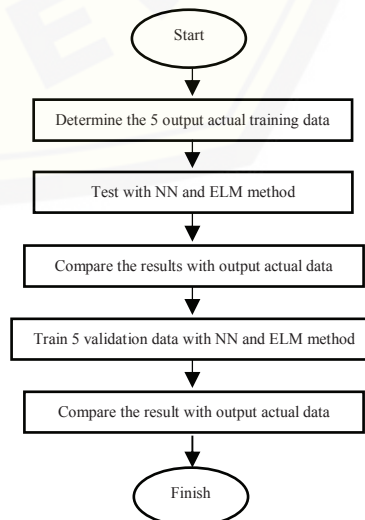 Start
Determine the 5 output actual training data
Test with NN and ELM method
Compare the results with output actual data
Train 5 validation data with NN and ELM method
Compare the result with output actual data
Finish